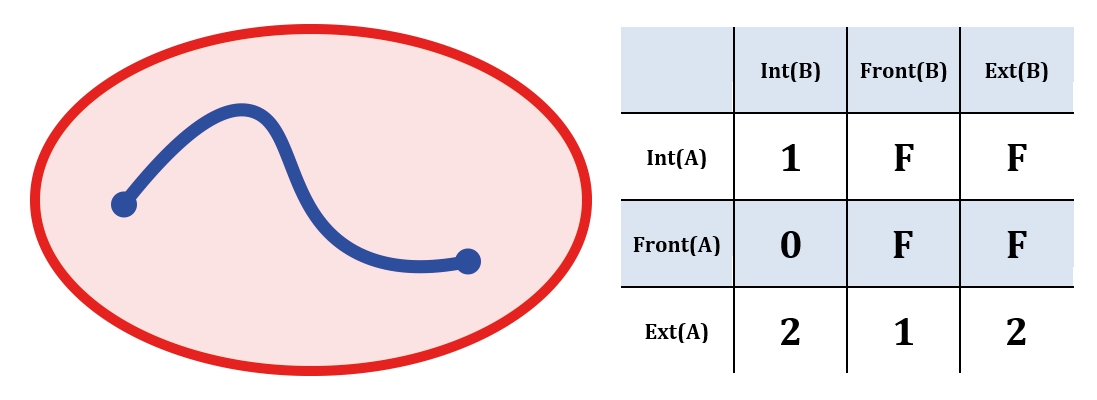 Int(B) Front(B) Ext(B)
Int(A) 1 F F
Front(A) 0 F F
Ext(A) 2 1 2